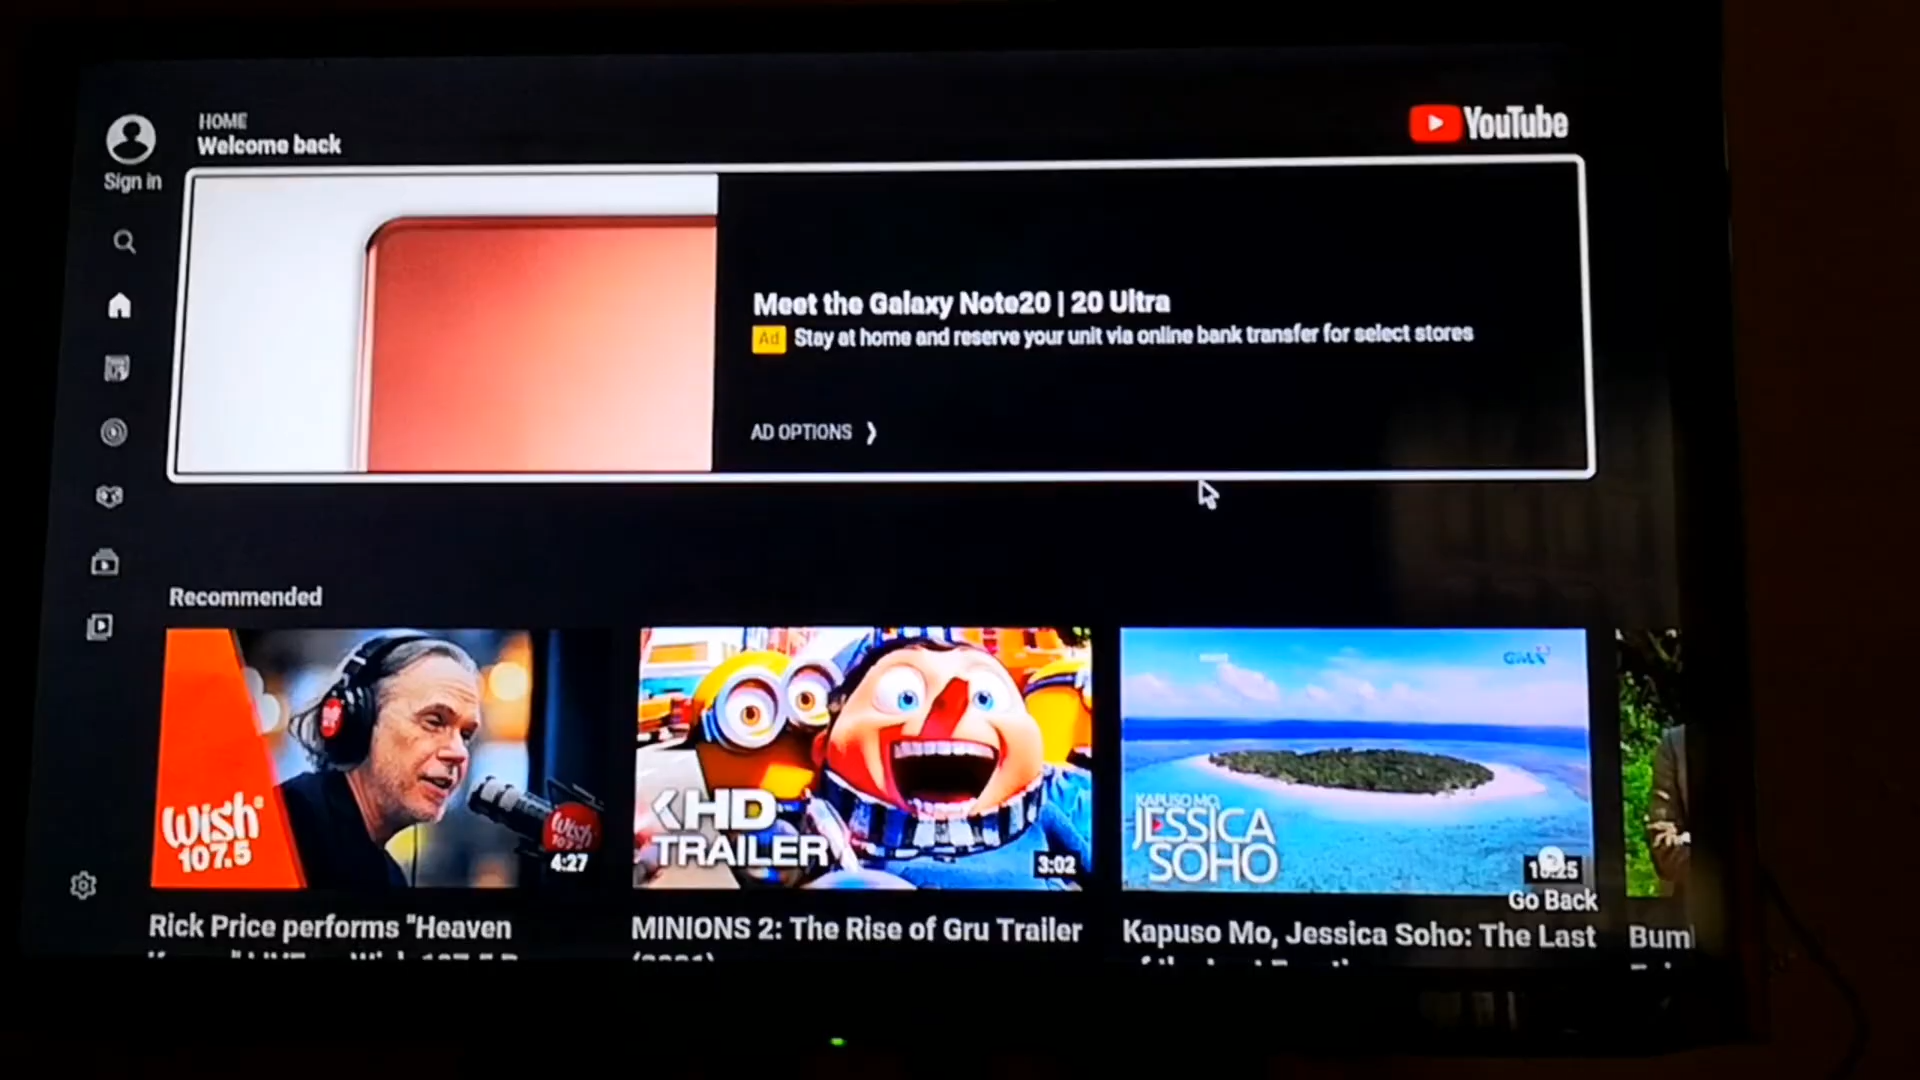 HOME
Welcome back
YouTube
Sign in
Meet the Galaxy Note20 | 20 Ultra
Ad Stay at home and reserve your unit via online bank transfer for select stores
AD OPTIONS
Recommended
Wish
107.5
Wish
4:27
HD
TRAILER
3:02
GMA
KAPUSO MO,
JESSICA
SOHO
Go Back
Rick Price performs "Heaven
MINIONS 2: The Rise of Gru Trailer
Kapuso Mo, Jessica Soho: The Last